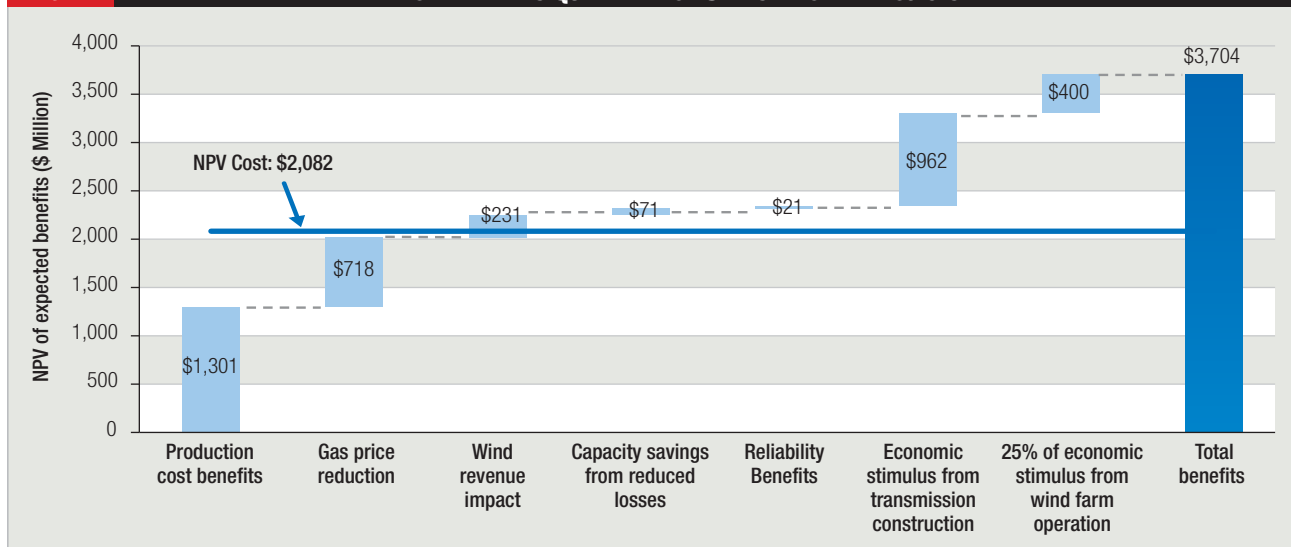 4,000
3,500
3,000
2,500
2,000
1,500
1,000
500
0
NPV of expected benefits ($ Million)
NPV Cost: $2,082
$1,301
$718
$231
$71
$21
$962
$400
$3,704
Production
cost benefits
Gas price
reduction
Wind
revenue
impact
Capacity savings
from reduced
losses
Reliability
Benefits
Economic
stimulus from
transmission
construction
25% of economic
stimulus from
wind farm
operation
Total
benefits